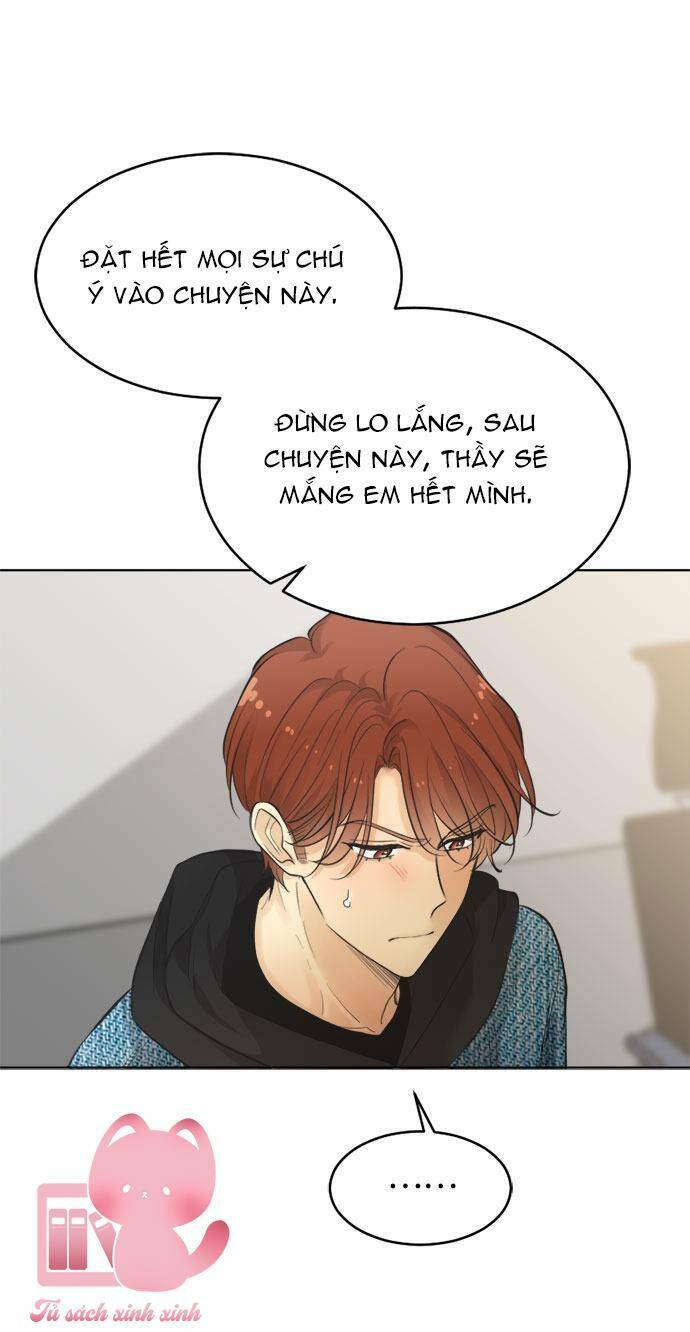 ĐẶT HẾT MỌI SỰ CHÚ
Ý VÀO CHUYỆN NÀY.
ĐỪNG LO LẮNG, SAU
CHUYỆN NÀY, THẦY SẼ
MẮNG EM HẾT MÌNH.
......
Tủ sách xinh xinh